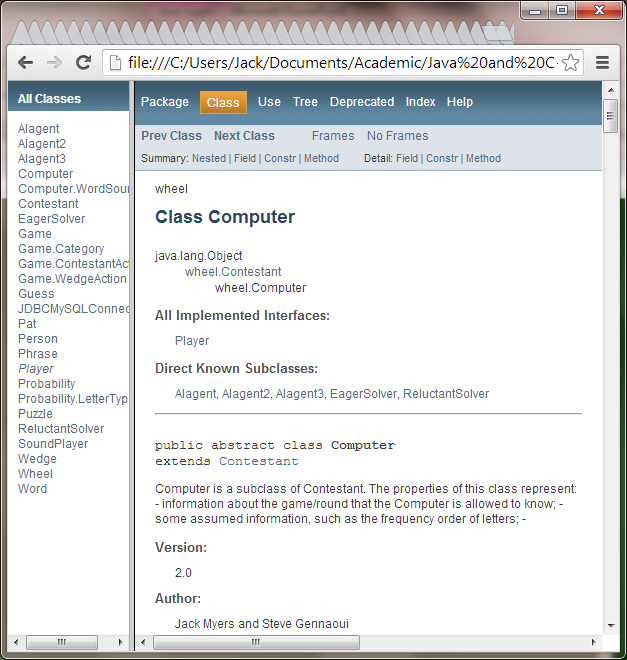 file:///C:/Users/Jack/Documents/Academic/Java%20and%20C
All Classes
AIagent
AIagent2
AIagent3
Computer
Computer.WordSour
Contestant
EagerSolver
Game
Game.Category
Game.ContestantAct
Game.WedgeAction
Guess
JDBCMySQLConnec
Pat
Person
Phrase
Player
Probability
Probability.LetterTyp
Puzzle
ReluctantSolver
SoundPlayer
Wedge
Wheel
Word
Package Class Use Tree Deprecated Index Help
Prev Class Next Class Frames No Frames
Summary: Nested | Field | Constr | Method Detail: Field | Constr | Method
wheel
Class Computer
java.lang.Object
wheel.Contestant
wheel.Computer
All Implemented Interfaces:
Player
Direct Known Subclasses:
AIagent, AIagent2, AIagent3, EagerSolver, ReluctantSolver
public abstract class Computer
extends Contestant
Computer is a subclass of Contestant. The properties of this class represent:
- information about the game/round that the Computer is allowed to know; -
some assumed information, such as the frequency order of letters; -
Version:
2.0
Author:
Jack Myers and Steve Gennaoui